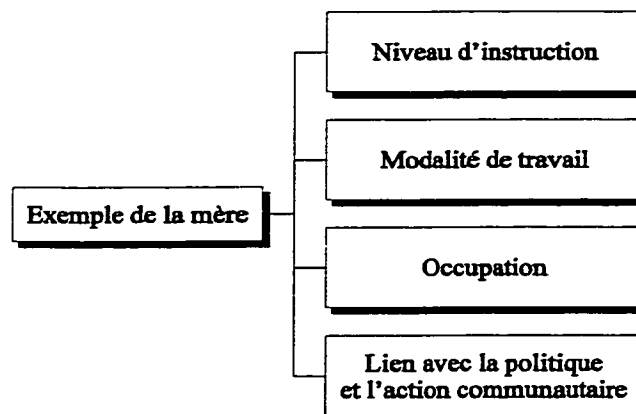 Niveau d'instruction
Modalité de travail
Exemple de la mère
Occupation
Lien avec la politique
et l'action communautaire